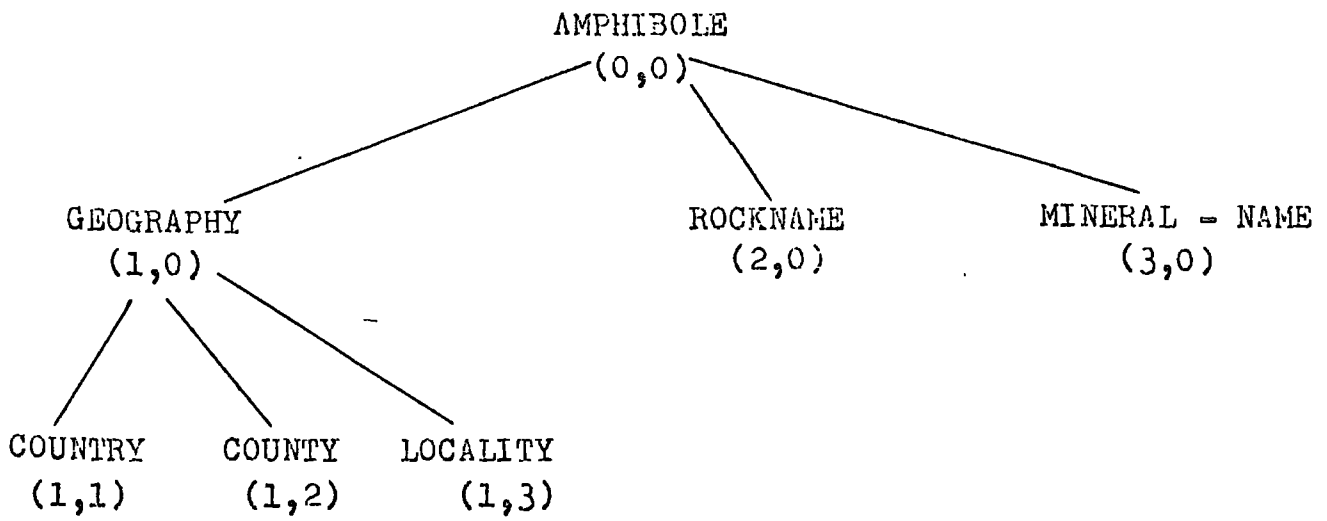 AMPHIBOLE
(0,0)
GEOGRAPHY
(1,0)
ROCKNAME
(2,0)
MINERAL - NAME
(3,0)
COUNTRY
(1,1)
COUNTY
(1,2)
LOCALITY
(1,3)